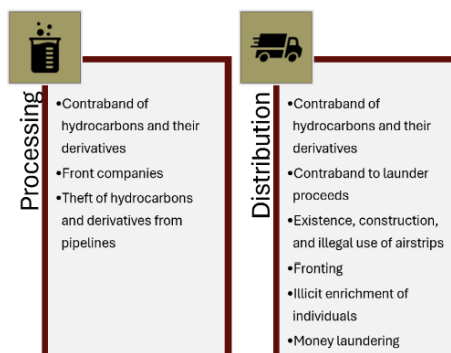 Processing
•Contraband of
hydrocarbons and their
derivatives
•Front companies
•Theft of hydrocarbons
and derivatives from
pipelines
Distribution
•Contraband of
hydrocarbons and their
derivatives
•Contraband to launder
proceeds
•Existence, construction,
and illegal use of airstrips
•Fronting
•Illicit enrichment of
individuals
•Money laundering